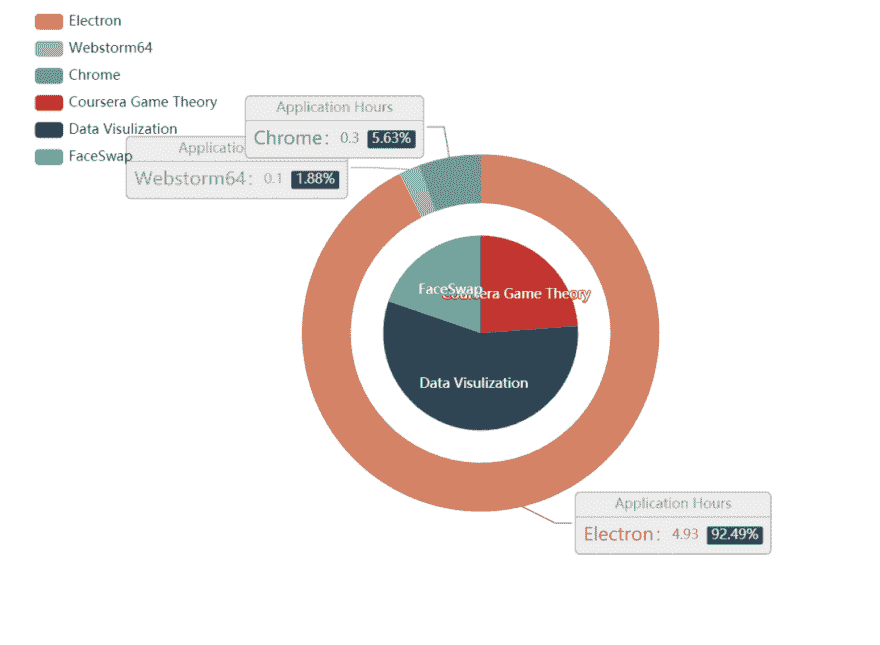 Electron
Webstorm64
Chrome
Coursera Game Theory
Data Visulization
FaceSwap
Application Hours
Chrome: 0.3 5.63%
Applicatio
Webstorm64: 0.1 1.88%
FaceSwap
Coursera Game Theory
Data Visulization
Application Hours
Electron: 4.93 92.49%